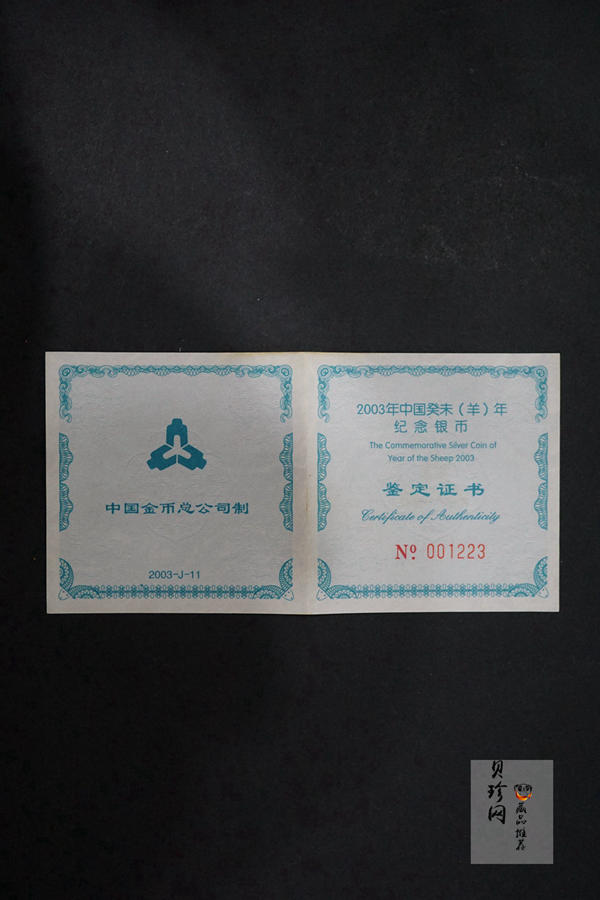 中国金币总公司制
2003-J-11
2003年中国癸未（羊）年
纪念银币
The Commemorative Silver Coin of
Year of the Sheep 2003
鉴定证书
Certificate of Authenticity
Nº 001223
贝珍网
藏品推荐